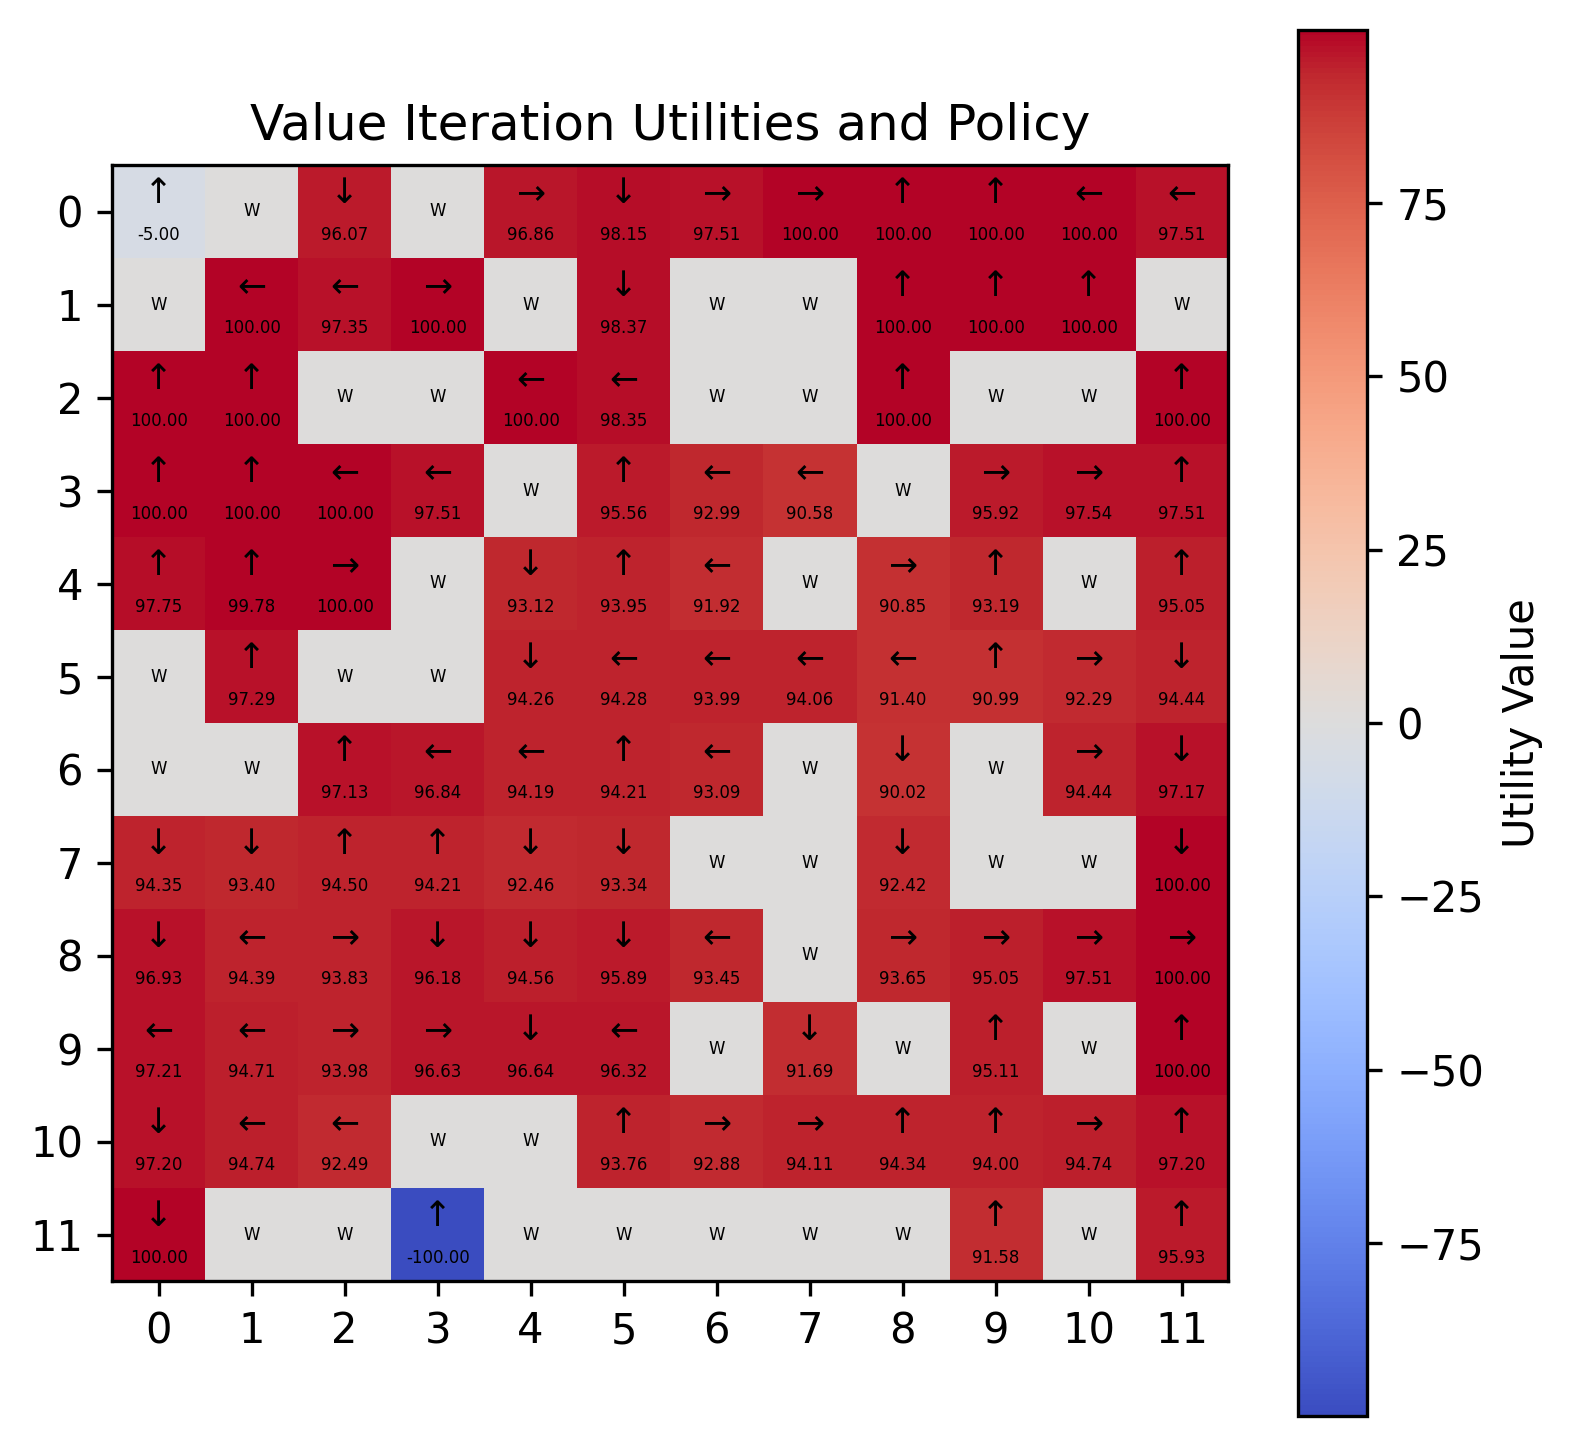 Value Iteration Utilities and Policy
0 ↑ W ↓ W → ↓ → → ↑ ↑ ← ←
-5.00 96.07 96.86 98.15 97.51 100.00 100.00 100.00 100.00 97.51
1 W ← ← → W ↓ W W ↑ ↑ ↑ W
100.00 97.35 100.00 98.37 100.00 100.00 100.00
2 ↑ ↑ W W ← ← W W ↑ W W ↑
100.00 100.00 100.00 98.35 100.00 100.00
3 ↑ ↑ ← ← W ↑ ← ← W → → ↑
100.00 100.00 100.00 97.51 95.56 92.99 90.58 95.92 97.54 97.51
4 ↑ ↑ → W ↓ ↑ ← W → ↑ W ↑
97.75 99.78 100.00 93.12 93.95 91.92 90.85 93.19 95.05
5 W ↑ W W ↓ ← ← ← ← ↑ → ↓
97.29 94.26 94.28 93.99 94.06 91.40 90.99 92.29 94.44
6 W W ↑ ← ← ↑ ← W ↓ W → ↓
97.13 96.84 94.19 94.21 93.09 90.02 94.44 97.17
7 ↓ ↓ ↑ ↑ ↓ ↓ W W ↓ W W ↓
94.35 93.40 94.50 94.21 92.46 93.34 92.42 100.00
8 ↓ ← → ↓ ↓ ↓ ← W → → → →
96.93 94.39 93.83 96.18 94.56 95.89 93.45 93.65 95.05 97.51 100.00
9 ← ← → → ↓ ← W ↓ W ↑ W ↑
97.21 94.71 93.98 96.63 96.64 96.32 91.69 95.11 100.00
10 ↓ ← ← W W ↑ → → ↑ ↑ → ↑
97.20 94.74 92.49 93.76 92.88 94.11 94.34 94.00 94.74 97.20
11 ↓ W W ↑ W W W W W ↑ W ↑
100.00 -100.00 91.58 95.93
0 1 2 3 4 5 6 7 8 9 10 11
75
50
25
0
−25
−50
−75
Utility Value